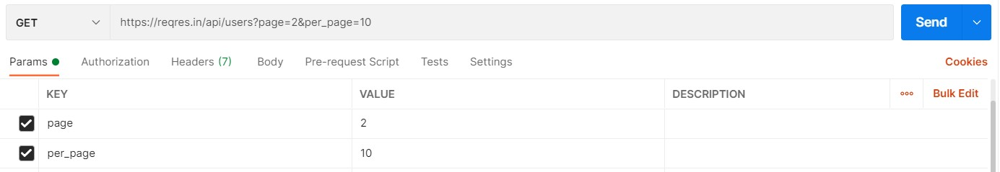 GET https://reqres.in/api/users?page=2&per_page=10 Send
Params Authorization Headers (7) Body Pre-request Script Tests Settings Cookies
KEY VALUE DESCRIPTION ooo Bulk Edit
page 2
per_page 10